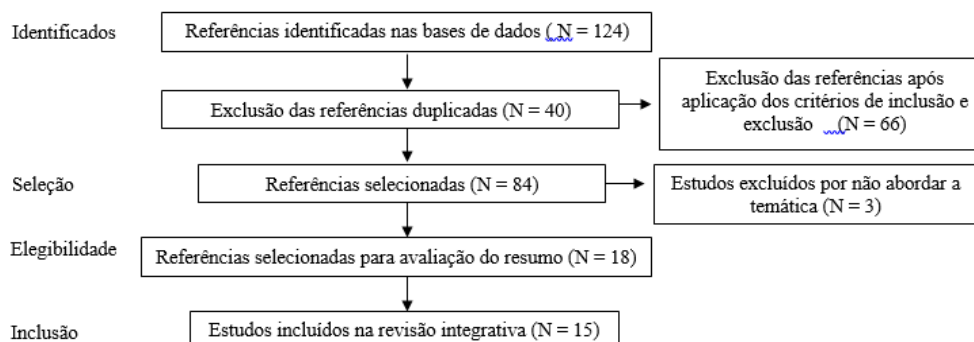 Identificados
Referências identificadas nas bases de dados ( N = 124)
Exclusão das referências duplicadas (N = 40)
Exclusão das referências após
aplicação dos critérios de inclusão e
exclusão (N = 66)
Seleção
Referências selecionadas (N = 84)
Estudos excluídos por não abordar a
temática (N = 3)
Elegibilidade
Referências selecionadas para avaliação do resumo (N = 18)
Inclusão
Estudos incluídos na revisão integrativa (N = 15)